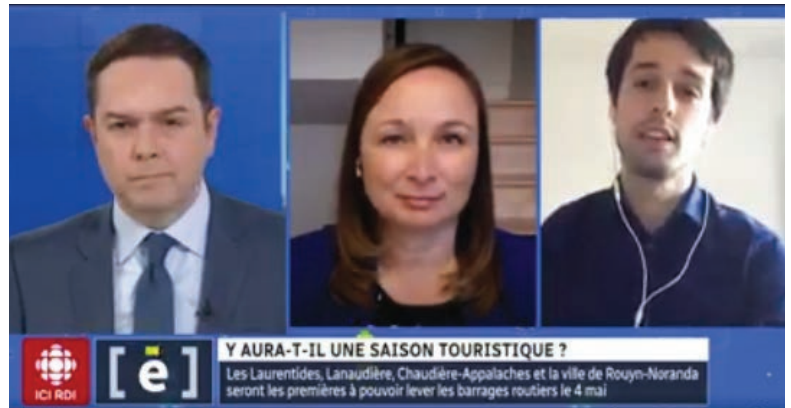 Y AURA-T-IL UNE SAISON TOURISTIQUE ?
Les Laurentides, Lanaudière, Chaudière-Appalaches et la ville de Rouyn-Noranda
seront les premières à pouvoir lever les barrages routiers le 4 mai
ICI RDI
[ è ]